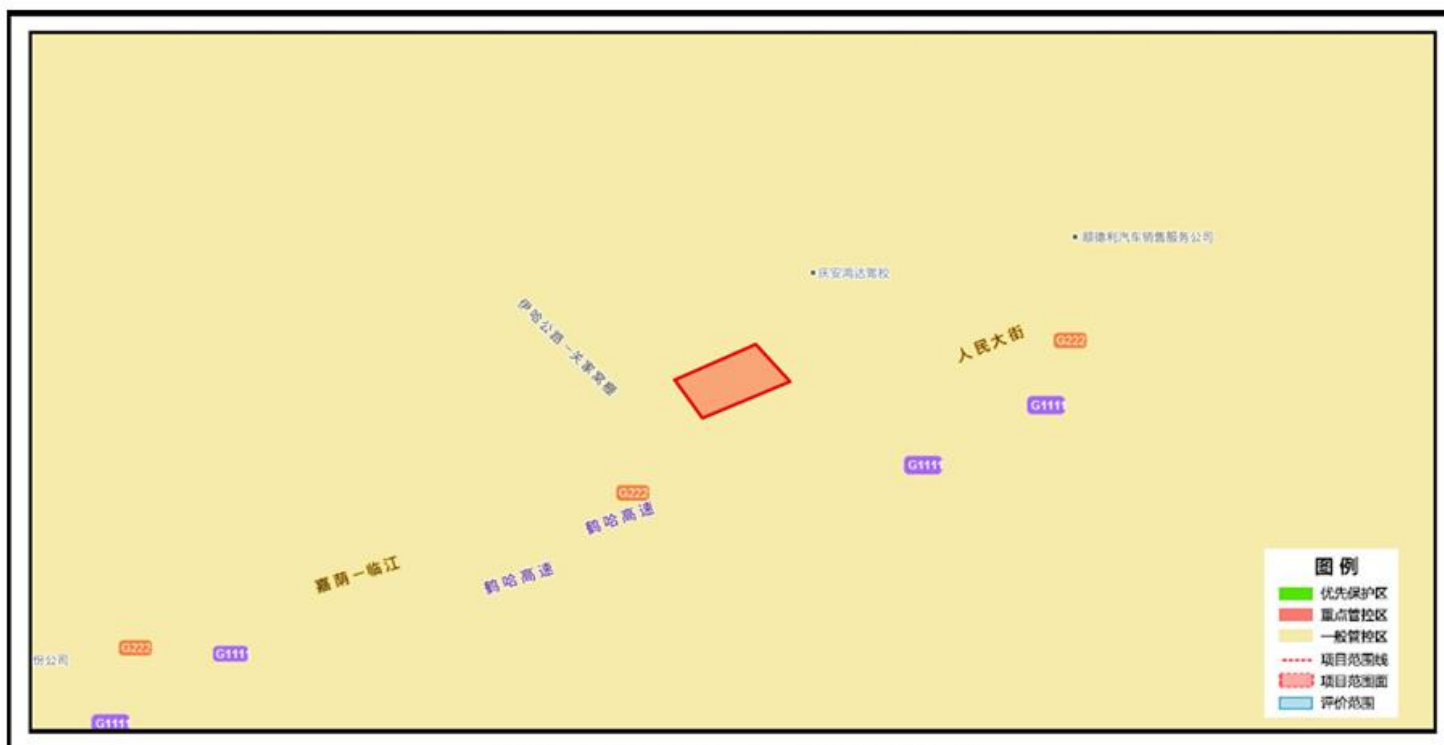 顺德利汽车销售服务公司
庆安鸿达驾校
伊哈公路-关家窝棚
人民大街
G222
G1111
G1111
G222
鹤哈高速
嘉荫-临江
鹤哈高速
G222
G1111
份公司
G1111
图例
优先保护区
重点管控区
一般管控区
项目范围线
项目范围面
评价范围